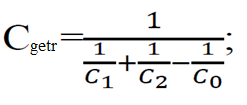 C_getr = 1 / (1/C_1 + 1/C_2 − 1/C_0);